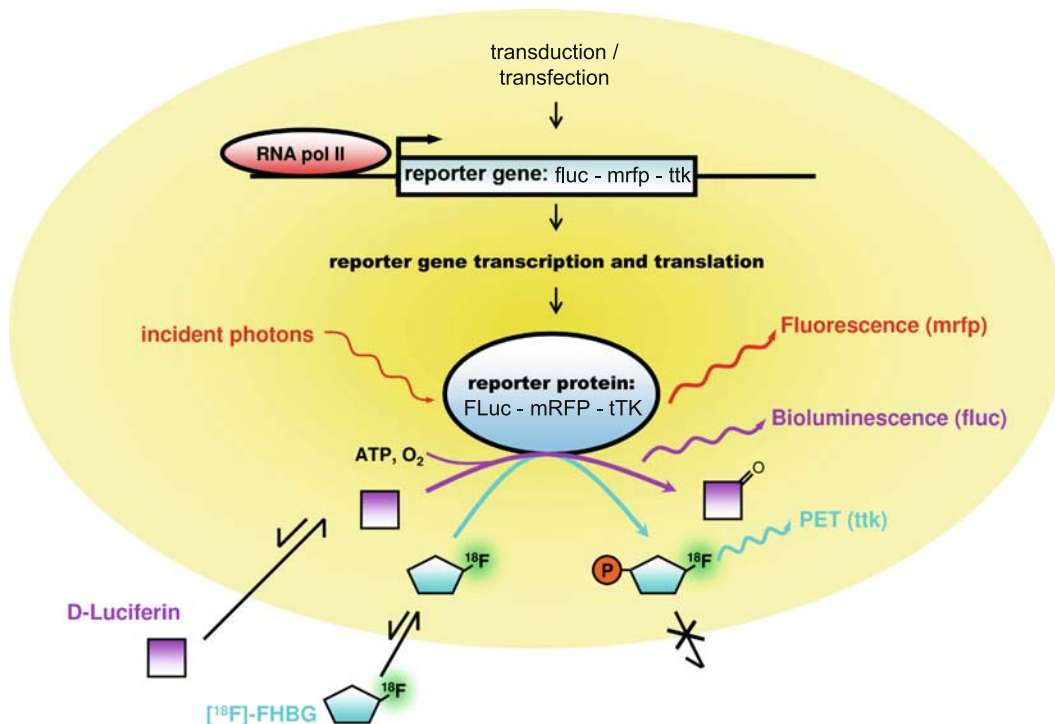 transduction /
transfection
RNA pol II
reporter gene: fluc - mrfp - ttk
reporter gene transcription and translation
incident photons
Fluorescence (mrfp)
reporter protein:
FLuc - mRFP - tTK
Bioluminescence (fluc)
ATP, O₂
O
PET (ttk)
¹⁸F
P
¹⁸F
D-Luciferin
¹⁸F
[¹⁸F]-FHBG